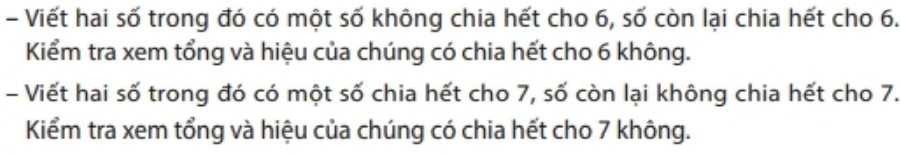 – Viết hai số trong đó có một số không chia hết cho 6, số còn lại chia hết cho 6.
Kiểm tra xem tổng và hiệu của chúng có chia hết cho 6 không.
– Viết hai số trong đó có một số chia hết cho 7, số còn lại không chia hết cho 7.
Kiểm tra xem tổng và hiệu của chúng có chia hết cho 7 không.